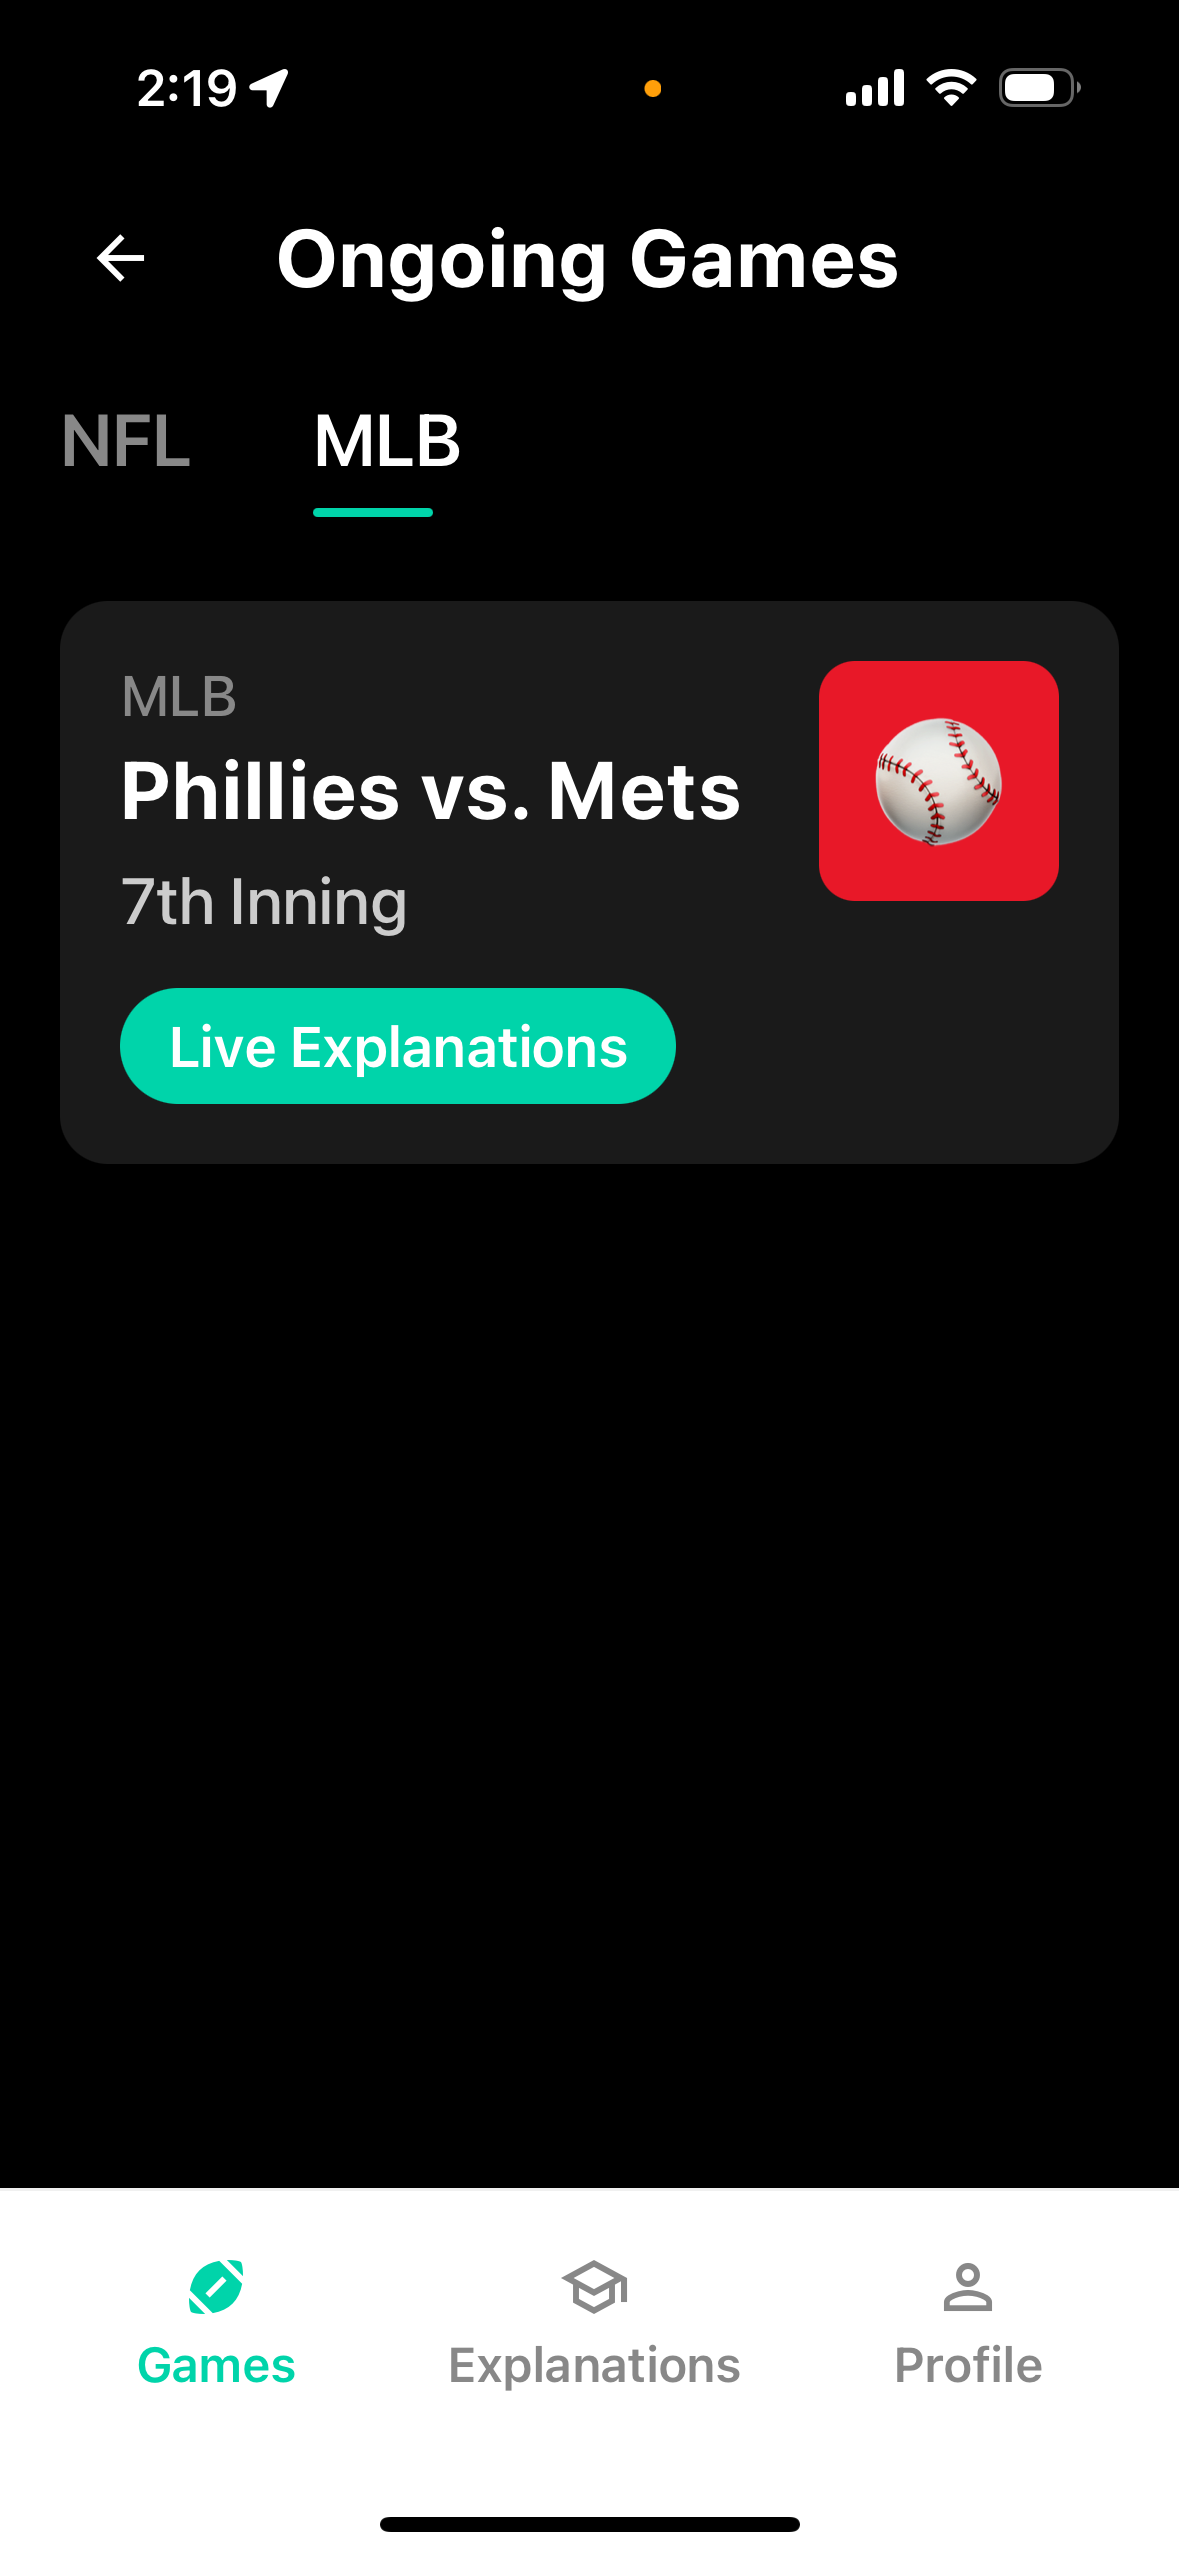 2:19
Ongoing Games
NFL MLB
MLB
Phillies vs. Mets
7th Inning
Live Explanations
Games Explanations Profile